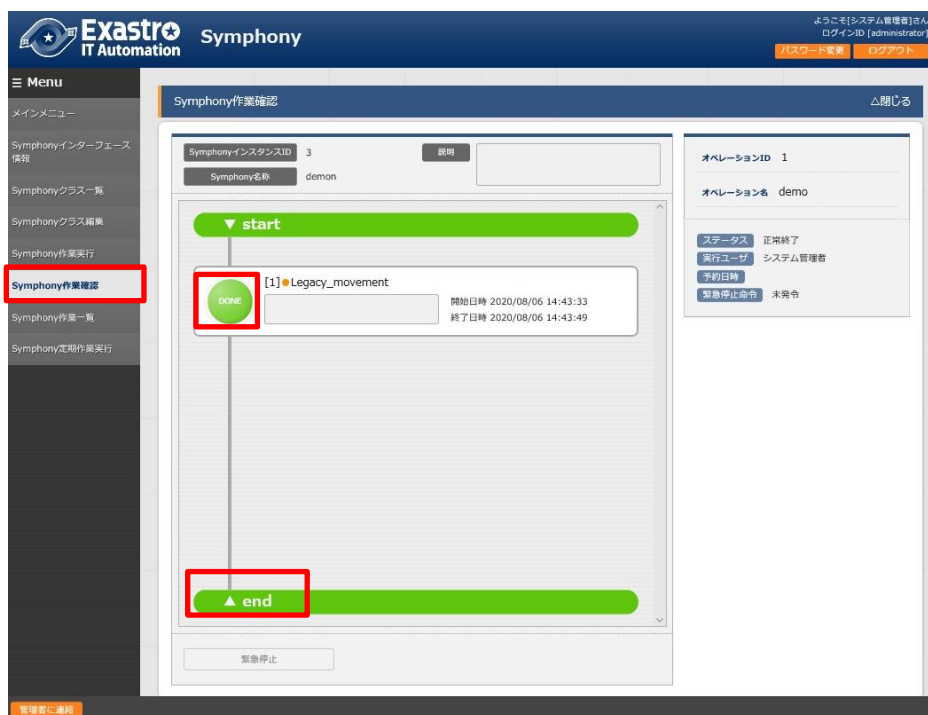 Exastro
IT Automation
Symphony
ようこそ[システム管理者]さん
ログインID [administrator]
パスワード変更
ログアウト
☰ Menu
メインメニュー
Symphonyインターフェース
情報
Symphonyクラス一覧
Symphonyクラス編集
Symphony作業実行
Symphony作業確認
Symphony作業一覧
Symphony定期作業実行
Symphony作業確認
△閉じる
SymphonyインスタンスID 3
説明
Symphony名称 demon
▼ start
DONE
[1]●Legacy_movement
開始日時 2020/08/06 14:43:33
終了日時 2020/08/06 14:43:49
▲ end
緊急停止
オペレーションID 1
オペレーション名 demo
ステータス 正常終了
実行ユーザ システム管理者
予約日時
緊急停止命令 未発令
管理者に連絡